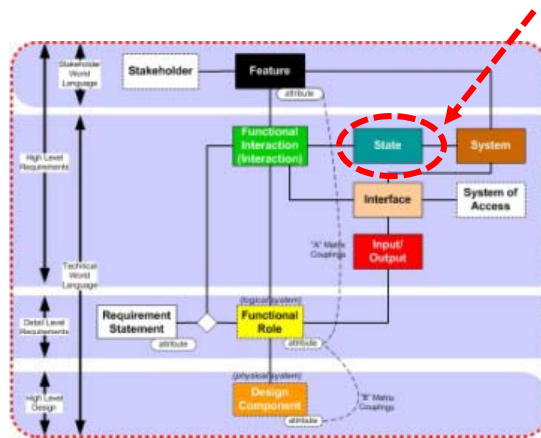 Stakeholder
World
Language
Stakeholder
Feature
attribute
High Level
Requirements
Functional
Interaction
(Interaction)
State
System
Interface
System of
Access
Technical
World
Language
"A" Matrix
Couplings
Input/
Output
(logical system)
Detail Level
Requirements
Requirement
Statement
attribute
Functional
Role
attribute
(physical system)
High Level
Design
Design
Component
attribute
"B" Matrix
Couplings